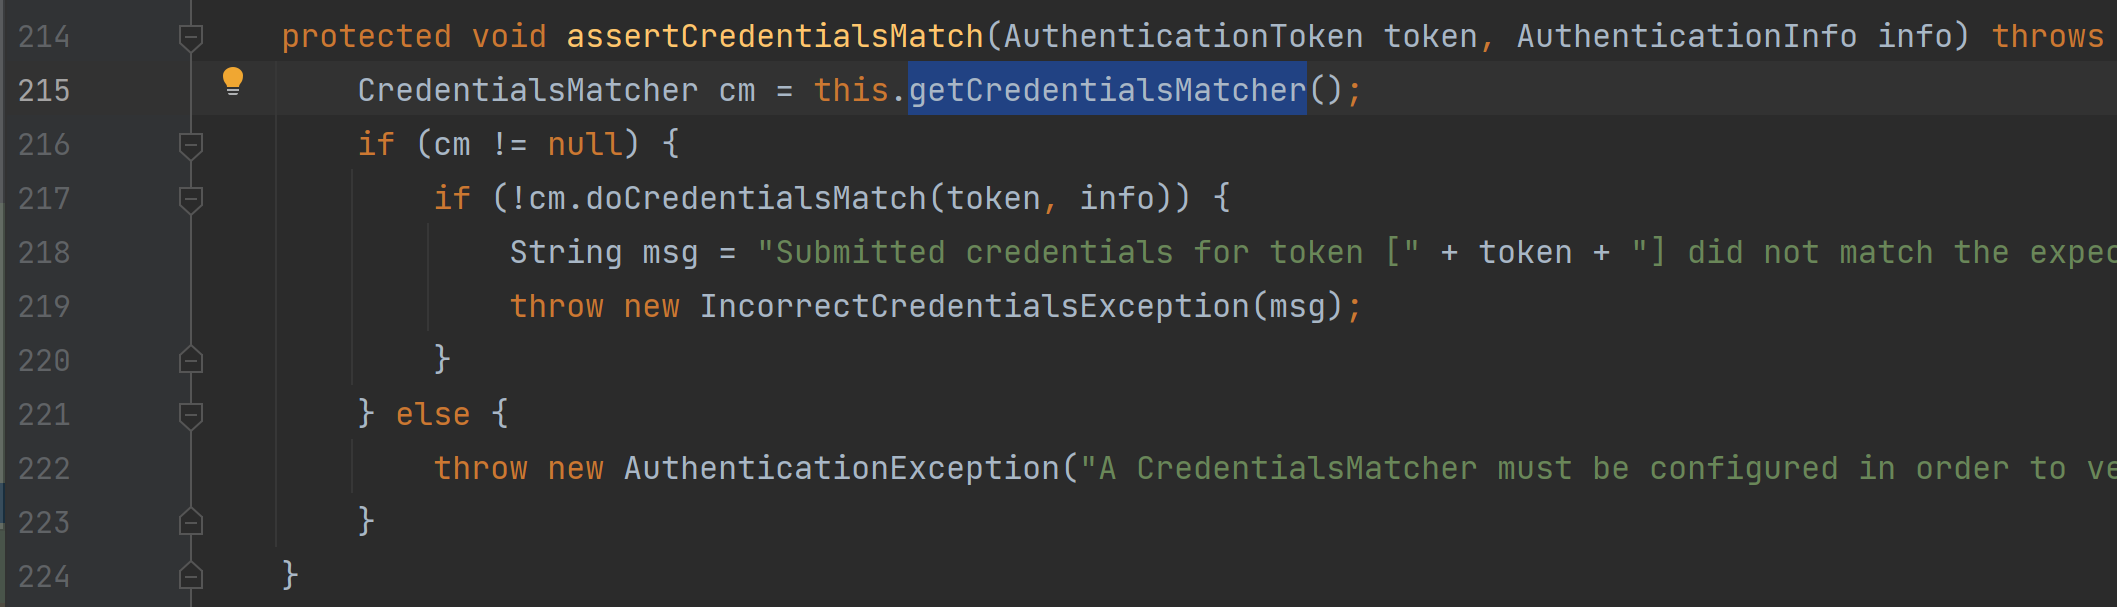 214 protected void assertCredentialsMatch(AuthenticationToken token, AuthenticationInfo info) throws
215 CredentialsMatcher cm = this.getCredentialsMatcher();
216 if (cm != null) {
217 if (!cm.doCredentialsMatch(token, info)) {
218 String msg = "Submitted credentials for token [" + token + "] did not match the expec
219 throw new IncorrectCredentialsException(msg);
220 }
221 } else {
222 throw new AuthenticationException("A CredentialsMatcher must be configured in order to ve
223 }
224 }